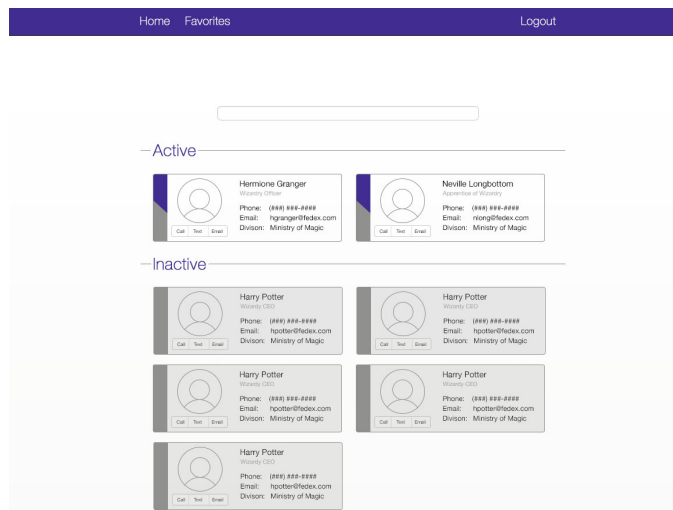 Home Favorites Logout
Active
Hermione Granger
Wizardry Officer
Phone: (###) ###-####
Email: hgranger@fedex.com
Divison: Ministry of Magic
Call Text Email
Neville Longbottom
Apprentice of Wizardry
Phone: (###) ###-####
Email: nlong@fedex.com
Divison: Ministry of Magic
Call Text Email
Inactive
Harry Potter
Wizardy CEO
Phone: (###) ###-####
Email: hpotter@fedex.com
Divison: Ministry of Magic
Call Text Email
Harry Potter
Wizardy CEO
Phone: (###) ###-####
Email: hpotter@fedex.com
Divison: Ministry of Magic
Call Text Email
Harry Potter
Wizardy CEO
Phone: (###) ###-####
Email: hpotter@fedex.com
Divison: Ministry of Magic
Call Text Email
Harry Potter
Wizardy CEO
Phone: (###) ###-####
Email: hpotter@fedex.com
Divison: Ministry of Magic
Call Text Email
Harry Potter
Wizardy CEO
Phone: (###) ###-####
Email: hpotter@fedex.com
Divison: Ministry of Magic
Call Text Email